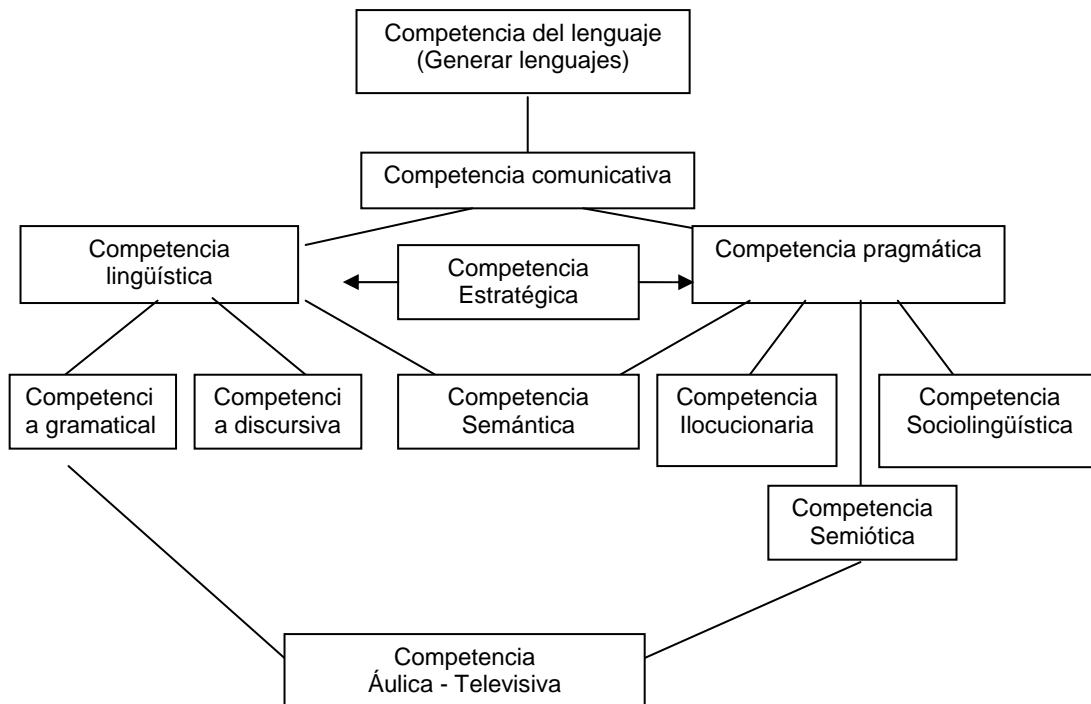 Competencia del lenguaje
(Generar lenguajes)
Competencia comunicativa
Competencia
lingüística
Competencia
Estratégica
Competencia pragmática
Competenci
a gramatical
Competenci
a discursiva
Competencia
Semántica
Competencia
Ilocucionaria
Competencia
Sociolingüística
Competencia
Semiótica
Competencia
Áulica - Televisiva